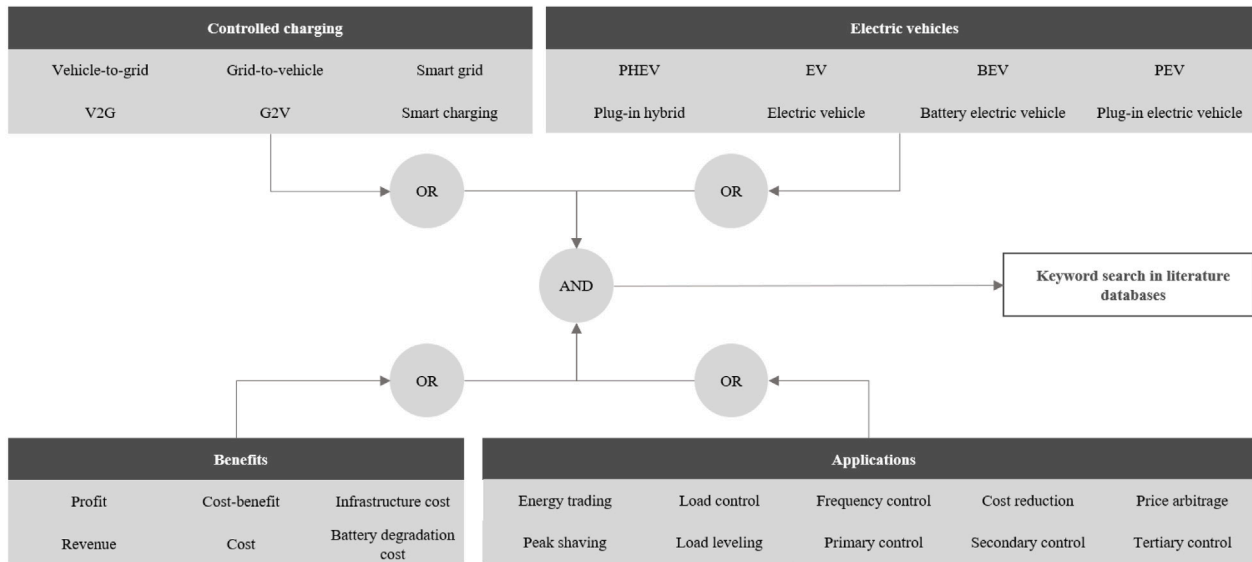 Controlled charging
Electric vehicles
Vehicle-to-grid Grid-to-vehicle Smart grid
PHEV EV BEV PEV
V2G G2V Smart charging
Plug-in hybrid Electric vehicle Battery electric vehicle Plug-in electric vehicle
OR
OR
AND
Keyword search in literature
databases
OR
OR
Benefits
Applications
Profit Cost-benefit Infrastructure cost
Energy trading Load control Frequency control Cost reduction Price arbitrage
Revenue Cost Battery degradation
cost
Peak shaving Load leveling Primary control Secondary control Tertiary control